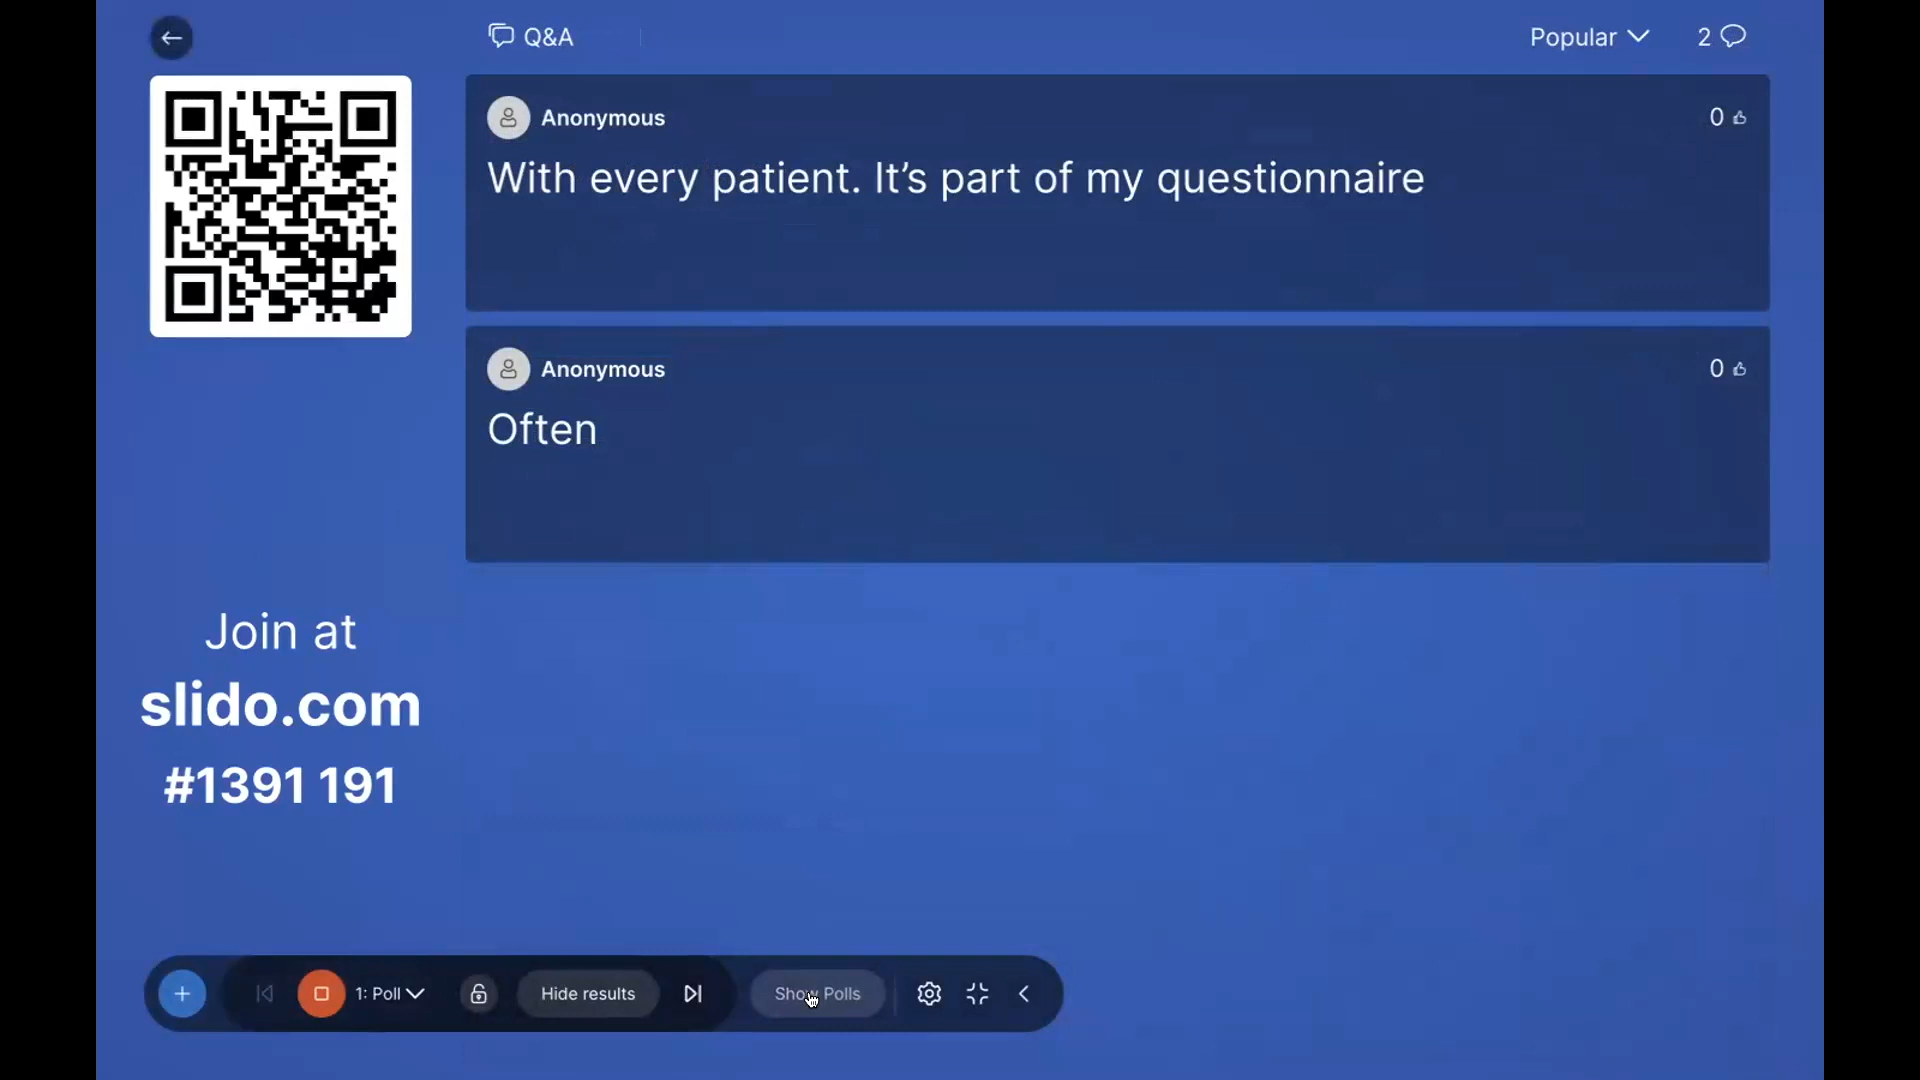 Q&A
Popular
2
Anonymous
0
With every patient. It’s part of my questionnaire
Anonymous
0
Often
Join at
slido.com
#1391 191
1: Poll
Hide results
Show Polls